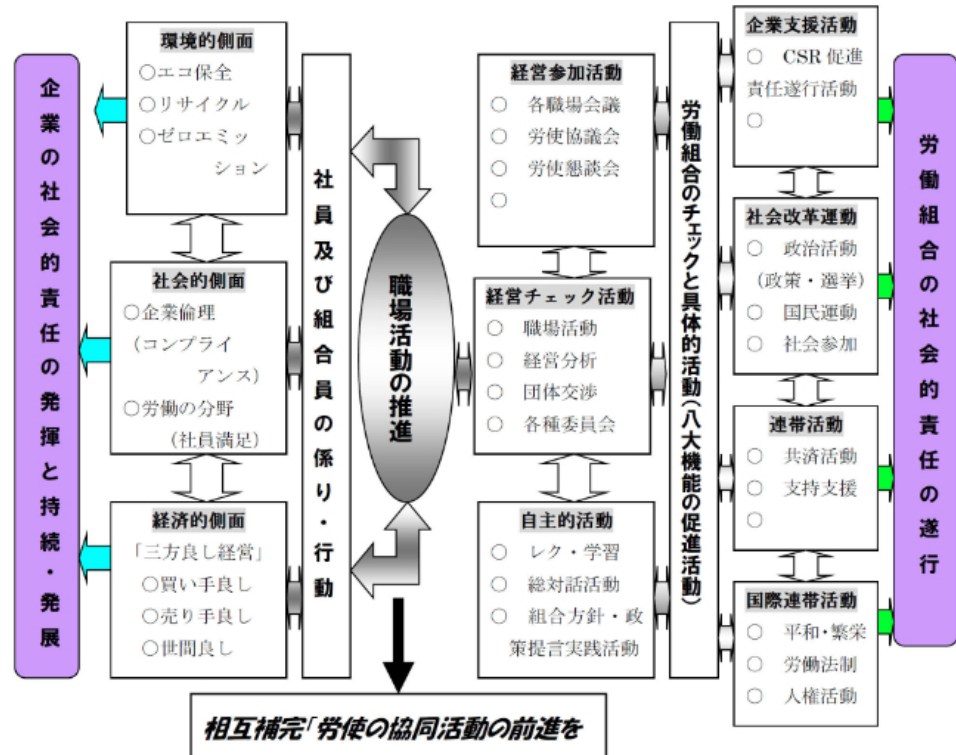 企業の社会的責任の発揮と持続・発展
環境的側面
○エコ保全
○リサイクル
○ゼロエミッ
ション
社会的側面
○企業倫理
(コンプライ
アンス)
○労働の分野
(社員満足)
経済的側面
「三方良し経営」
○買い手良し
○売り手良し
○世間良し
社員及び組合員の係り・行動
職場活動の推進
経営参加活動
○ 各職場会議
○ 労使協議会
○ 労使懇談会
○
経営チェック活動
○ 職場活動
○ 経営分析
○ 団体交渉
○ 各種委員会
自主的活動
○ レク・学習
○ 総対話活動
○ 組合方針・政
策提言実践活動
労働組合のチェックと具体的活動(八大機能の促進活動)
企業支援活動
○ CSR 促進
責任遂行活動
○
社会改革運動
○ 政治活動
(政策・選挙)
○ 国民運動
○ 社会参加
連帯活動
○ 共済活動
○ 支持支援
○
国際連帯活動
○ 平和・繁栄
○ 労働法制
○ 人権活動
労働組合の社会的責任の遂行
相互補完「労使の協同活動の前進を